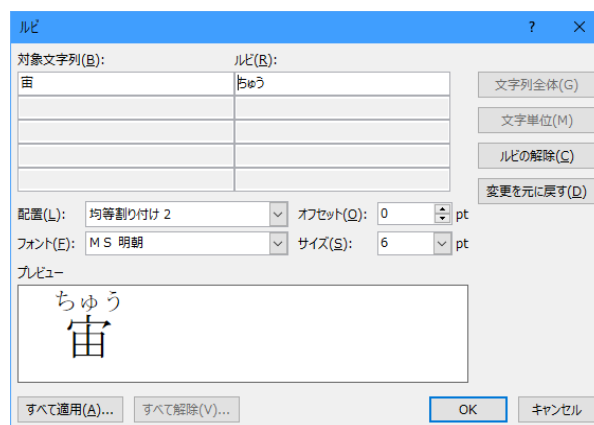 ルビ ? ×
対象文字列(B): ルビ(R):
宙 ちゅう 文字列全体(G)
文字単位(M)
ルビの解除(C)
変更を元に戻す(D)
配置(L): 均等割り付け 2 オフセット(O): 0 pt
フォント(F): ＭＳ 明朝 サイズ(S): 6 pt
プレビュー
ちゅう
宙
すべて適用(A)... すべて解除(V)... OK キャンセル